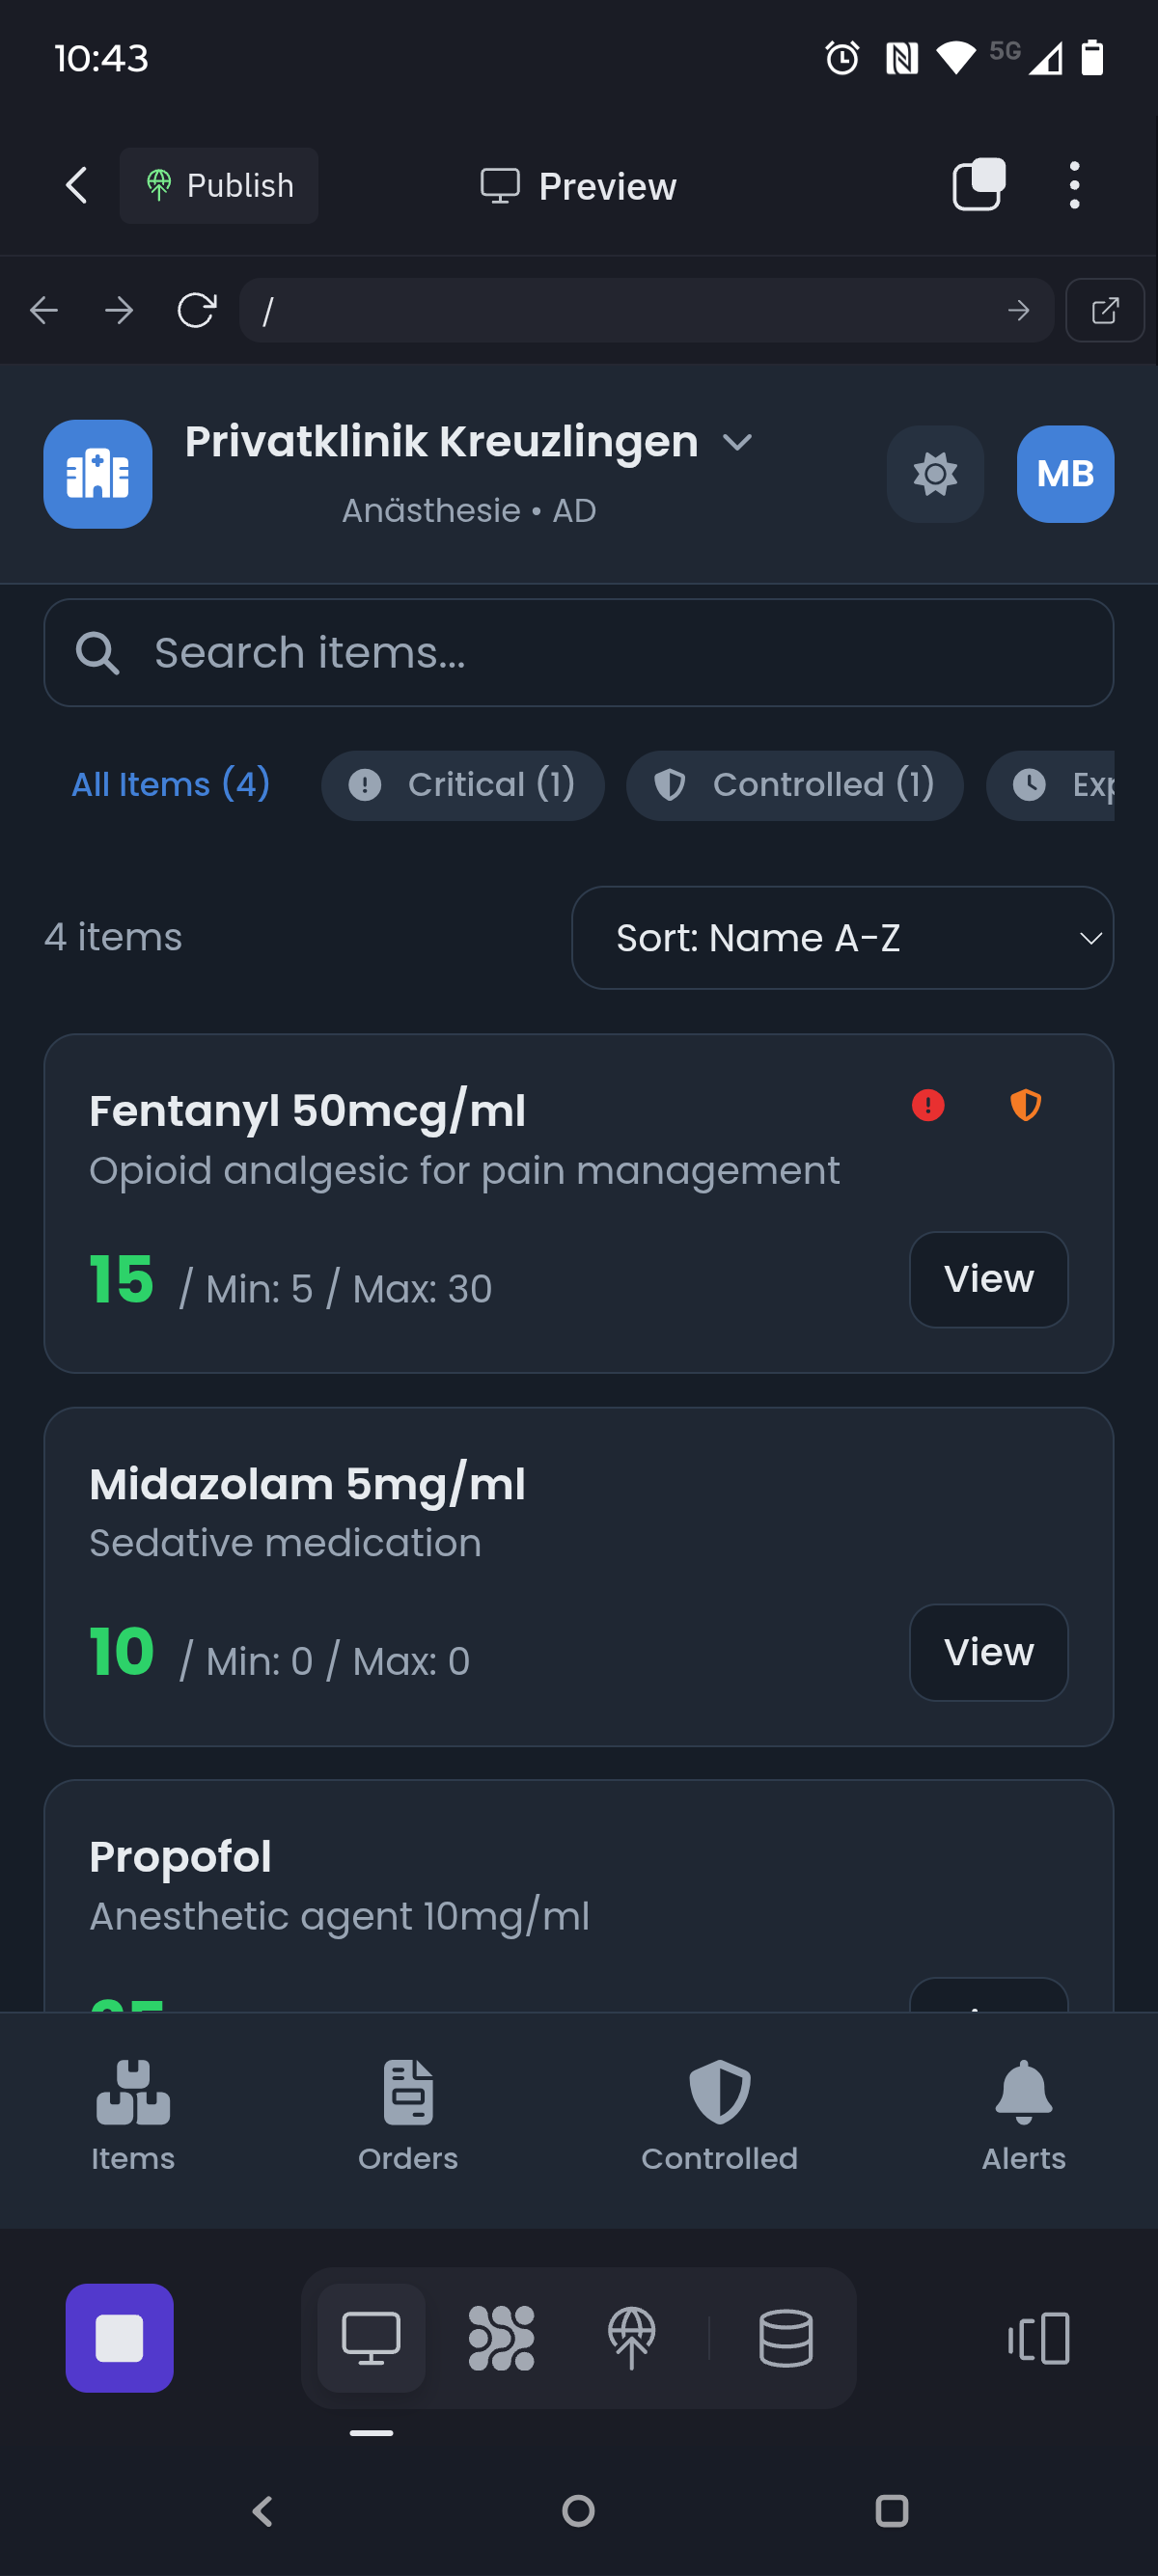 10:43
5G
Publish
Preview
/
Privatklinik Kreuzlingen
Anästhesie • AD
MB
Search items...
All Items (4)
Critical (1)
Controlled (1)
4 items
Sort: Name A-Z
Fentanyl 50mcg/ml
Opioid analgesic for pain management
15 / Min: 5 / Max: 30
View
Midazolam 5mg/ml
Sedative medication
10 / Min: 0 / Max: 0
View
Propofol
Anesthetic agent 10mg/ml
Items
Orders
Controlled
Alerts